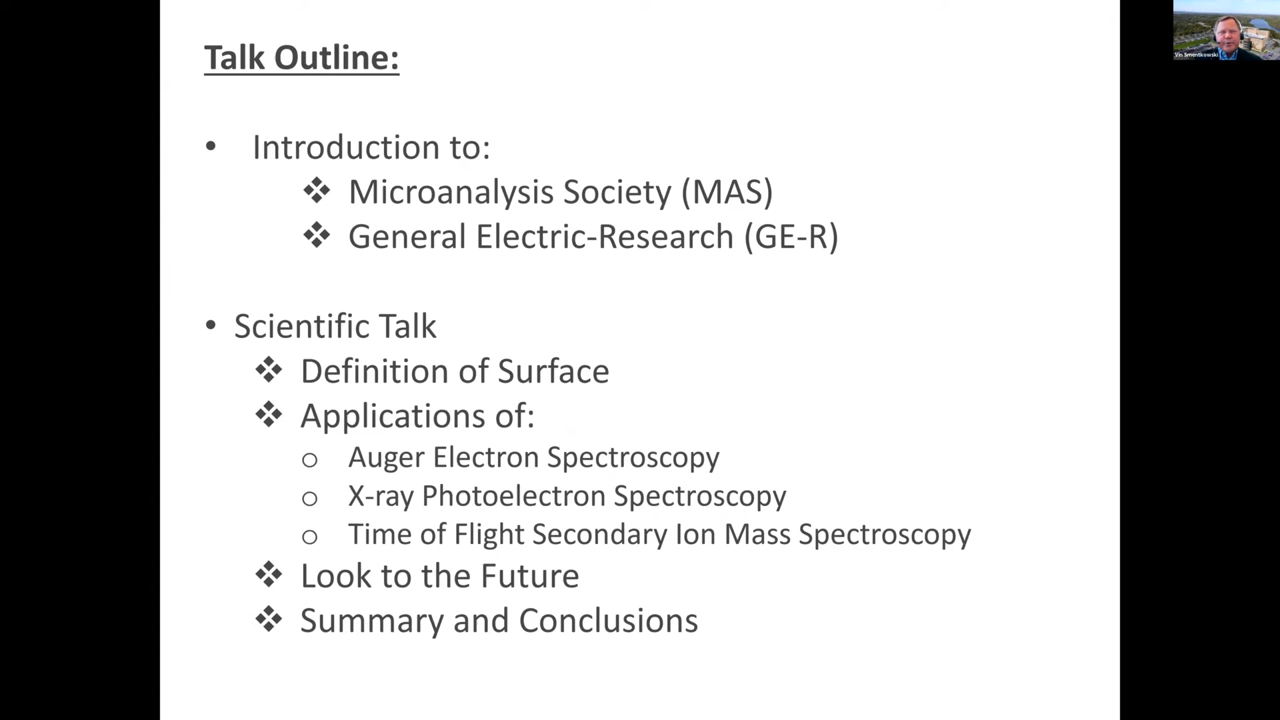 Talk Outline:
• Introduction to:
❖ Microanalysis Society (MAS)
❖ General Electric-Research (GE-R)
• Scientific Talk
❖ Definition of Surface
❖ Applications of:
o Auger Electron Spectroscopy
o X-ray Photoelectron Spectroscopy
o Time of Flight Secondary Ion Mass Spectroscopy
❖ Look to the Future
❖ Summary and Conclusions
Vin Smentkowski